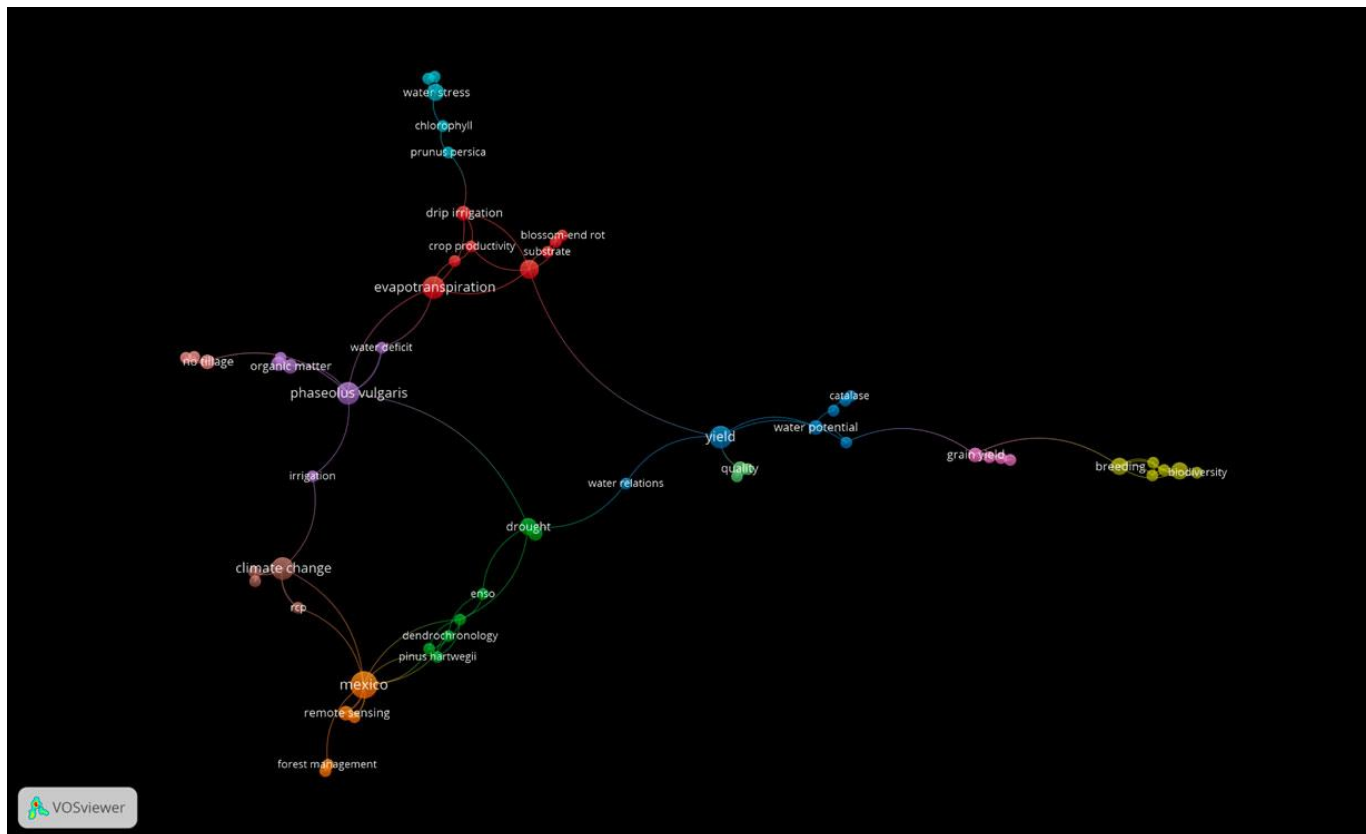 water stress
chlorophyll
prunus persica
drip irrigation
blossom-end rot
crop productivity
substrate
evapotranspiration
water deficit
no tillage
organic matter
phaseolus vulgaris
catalase
water potential
yield
grain yield
breeding
biodiversity
quality
irrigation
water relations
drought
climate change
enso
rcp
dendrochronology
pinus hartwegii
mexico
remote sensing
forest management
VOSviewer